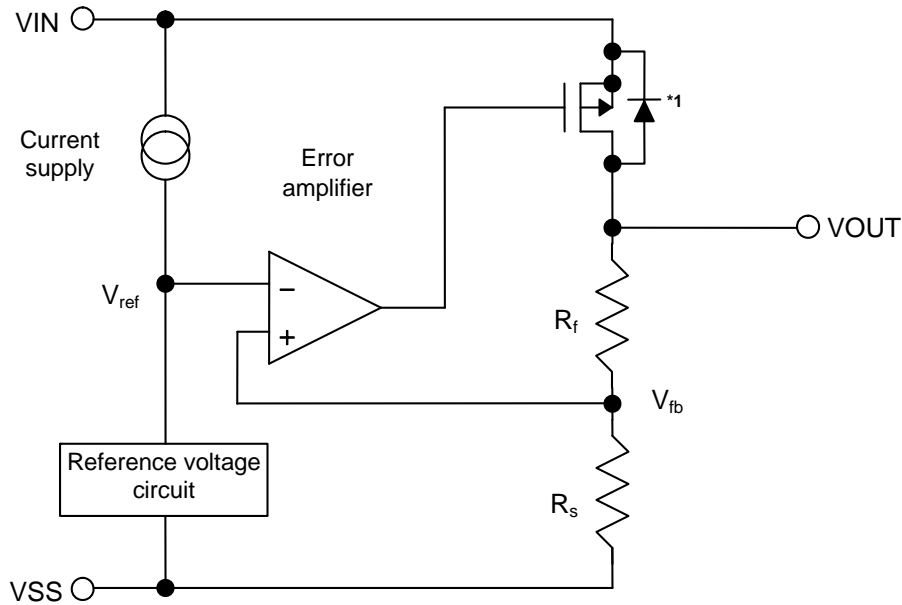 VIN
*1
Current
supply
Error
amplifier
VOUT
Vref
−
+
Rf
Vfb
Reference voltage
circuit
Rs
VSS